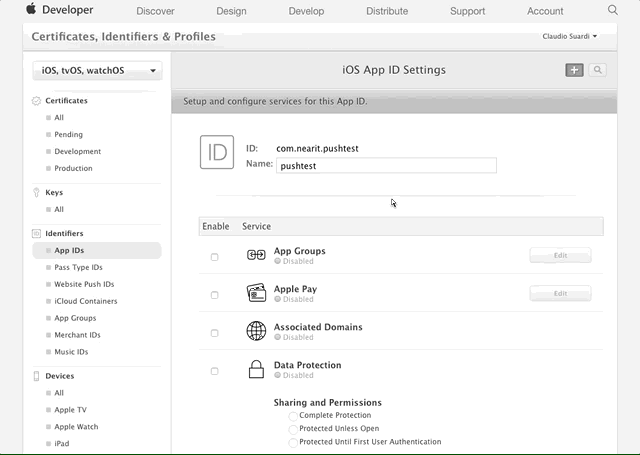 Developer Discover Design Develop Distribute Support Account
Certificates, Identifiers & Profiles Claudio Suardi
iOS, tvOS, watchOS
iOS App ID Settings
Setup and configure services for this App ID.
Certificates
All
Pending
Development
Production
Keys
All
Identifiers
App IDs
Pass Type IDs
Website Push IDs
iCloud Containers
App Groups
Merchant IDs
Music IDs
Devices
All
Apple TV
Apple Watch
iPad
ID
ID: com.nearit.pushtest
Name: pushtest
Enable Service
App Groups
Disabled
Edit
Apple Pay
Disabled
Edit
Associated Domains
Disabled
Data Protection
Disabled
Sharing and Permissions
Complete Protection
Protected Unless Open
Protected Until First User Authentication